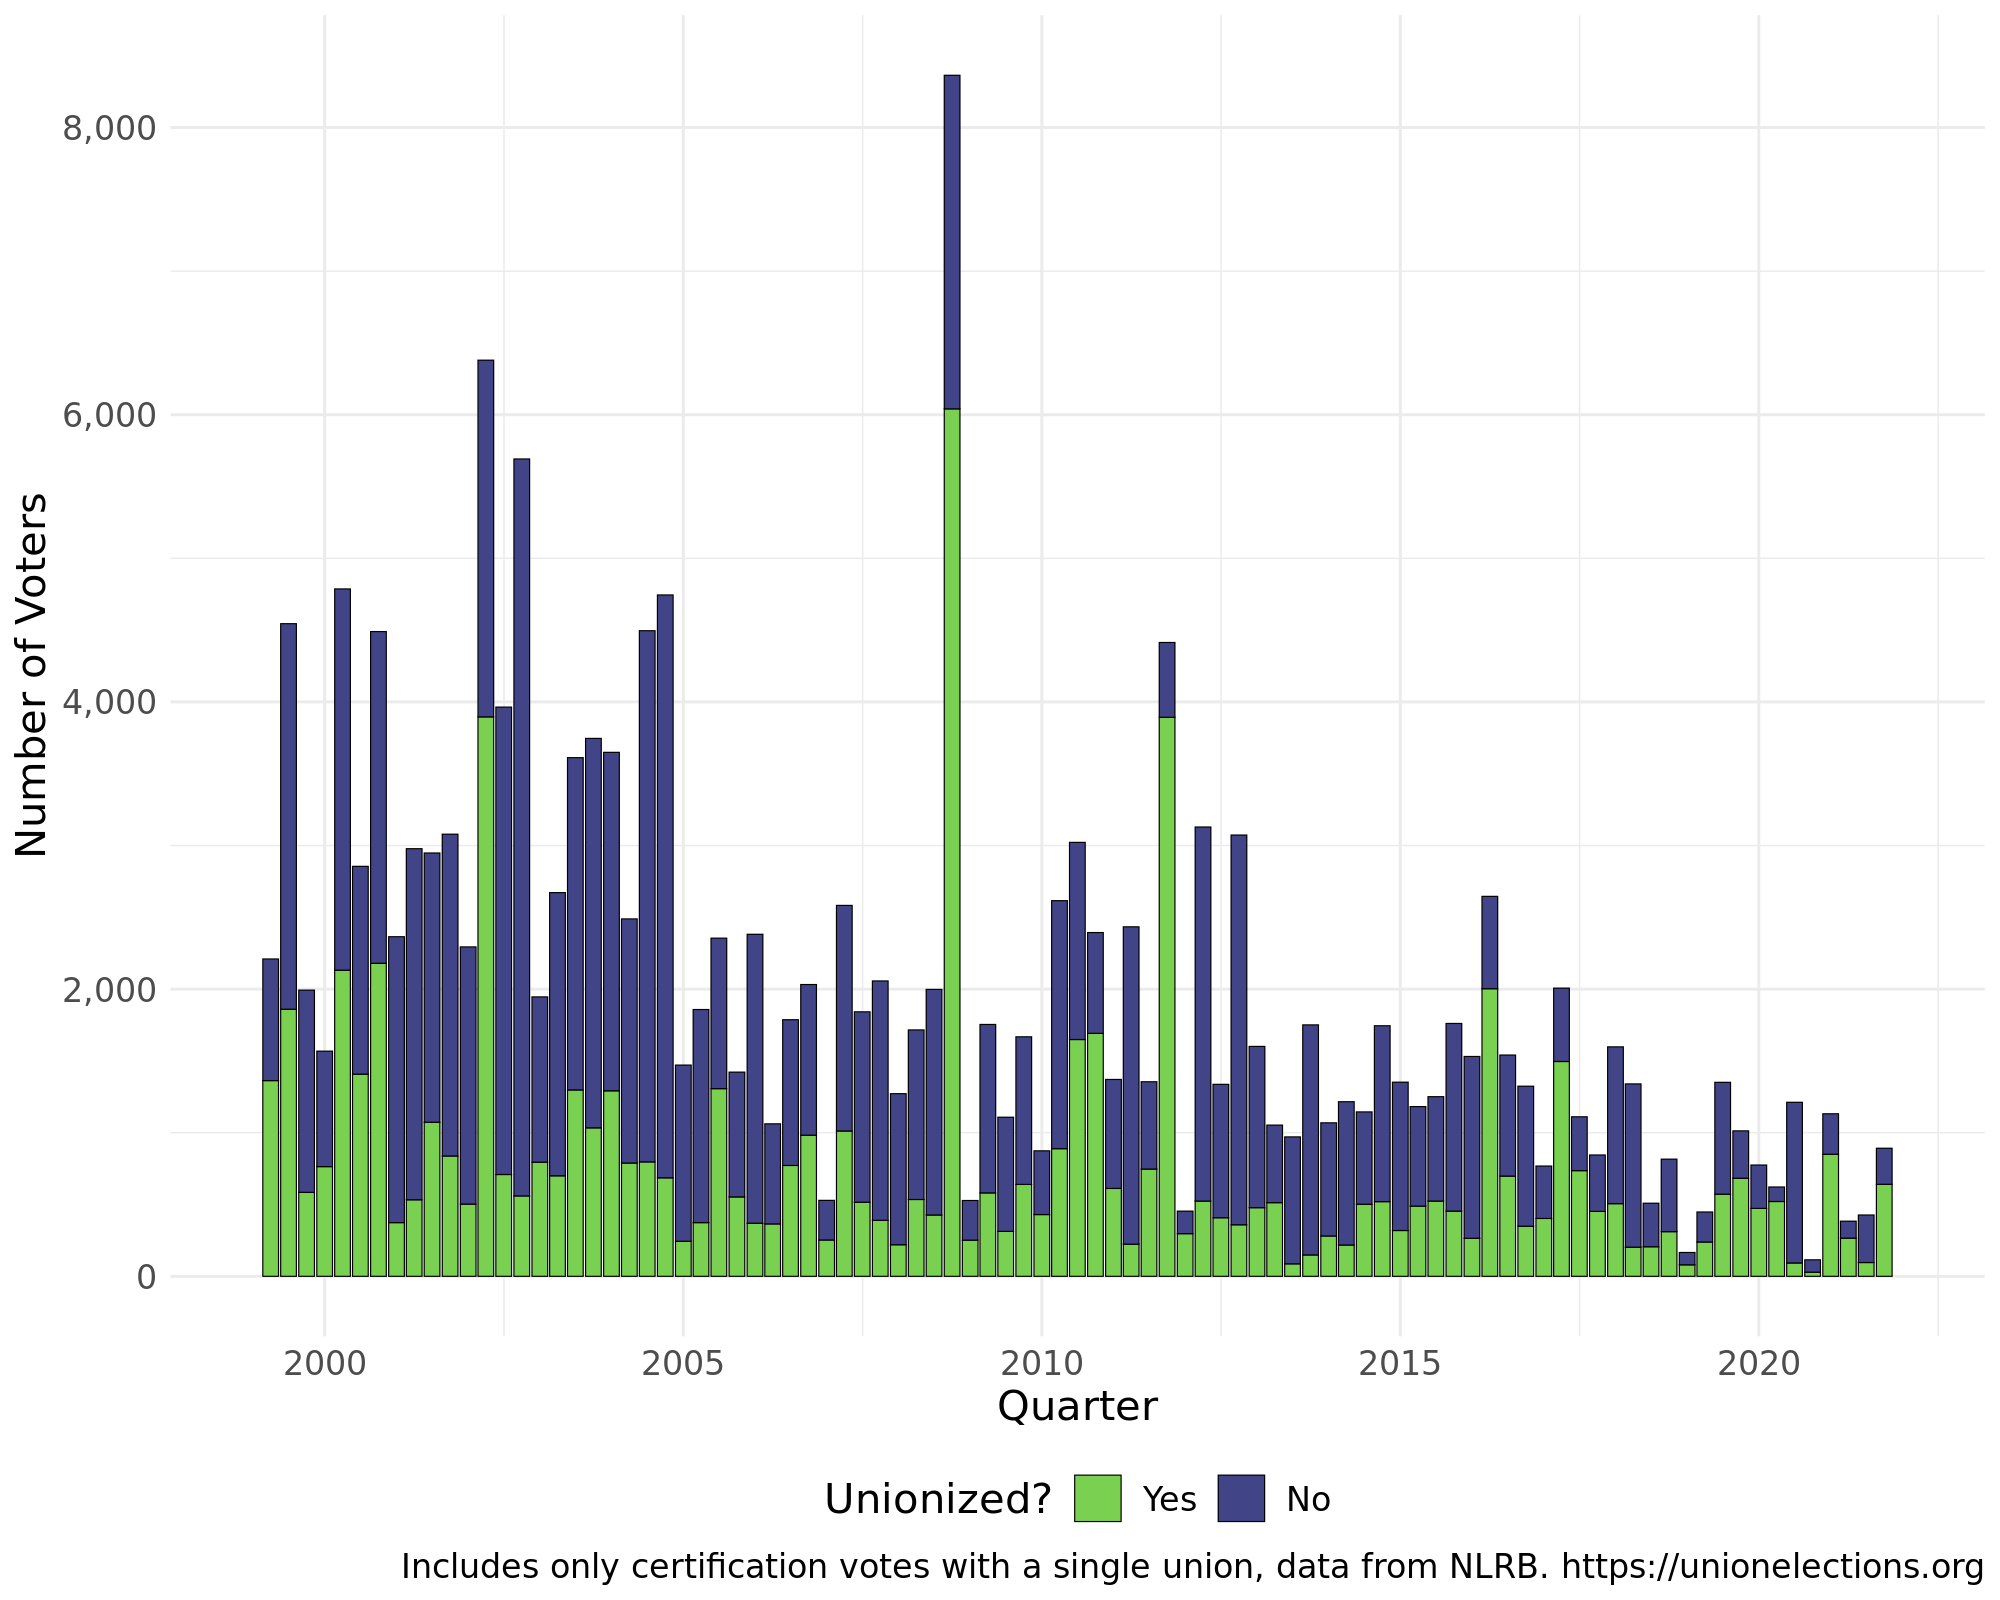 8,000
6,000
4,000
2,000
0
Number of Voters
2000 2005 2010 2015 2020
Quarter
Unionized? Yes No
Includes only certification votes with a single union, data from NLRB. https://unionelections.org